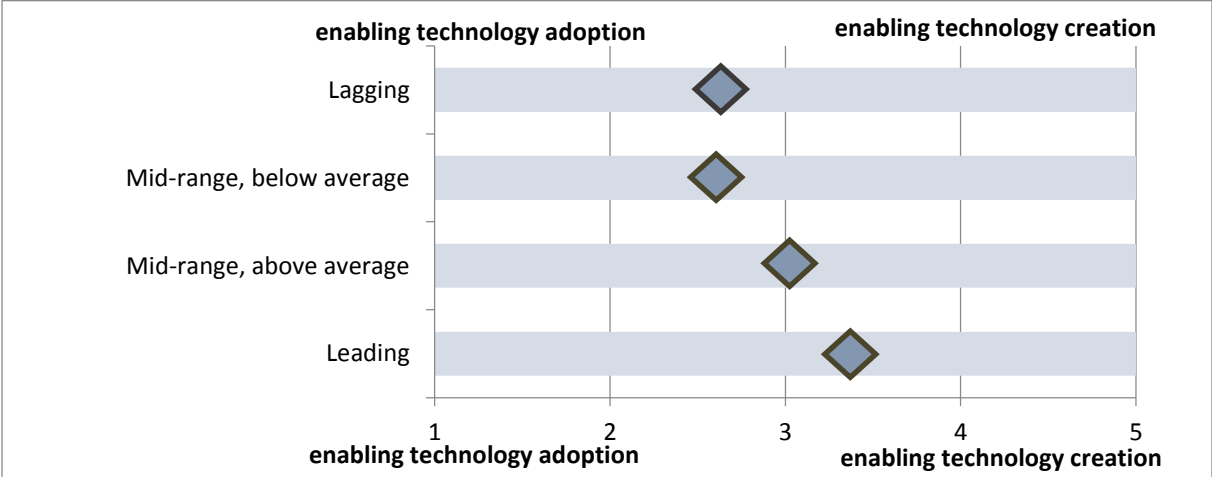 enabling technology adoption enabling technology creation
Lagging
Mid-range, below average
Mid-range, above average
Leading
1 2 3 4 5
enabling technology adoption enabling technology creation